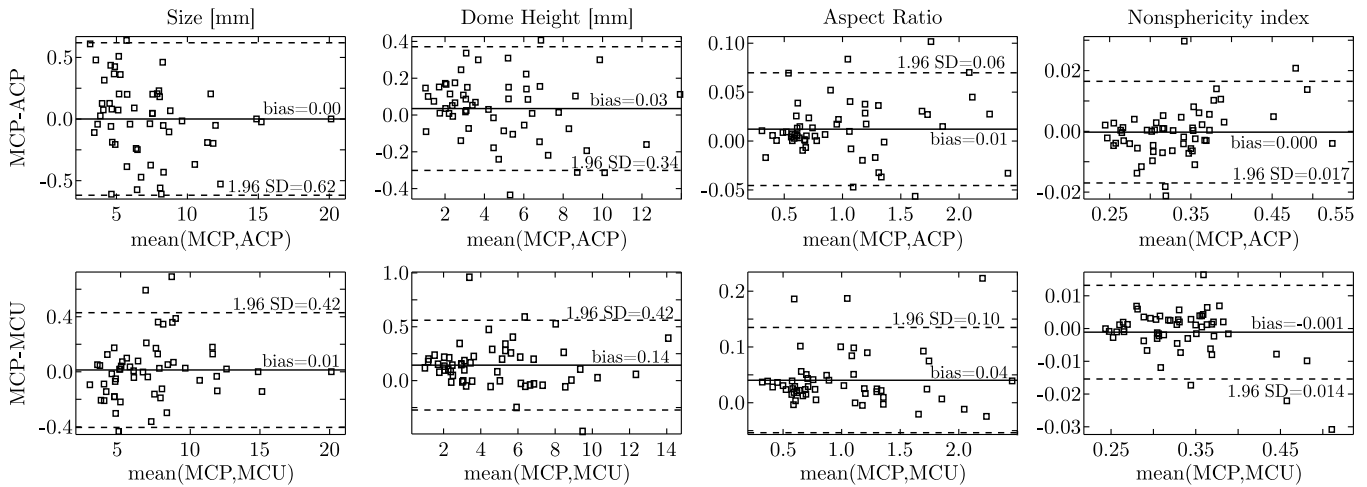 Size [mm]
Dome Height [mm]
Aspect Ratio
Nonsphericity index
MCP-ACP
0.5
0.0
-0.5
bias=0.00
1.96 SD=0.62
5 10 15 20
mean(MCP,ACP)
0.4
0.2
0.0
-0.2
-0.4
bias=0.03
1.96 SD=0.34
2 4 6 8 10 12
mean(MCP,ACP)
0.10
0.05
0.00
-0.05
1.96 SD=0.06
bias=0.01
0.5 1.0 1.5 2.0
mean(MCP,ACP)
0.02
0.00
-0.01
-0.02
bias=0.000
1.96 SD=0.017
0.25 0.35 0.45 0.55
mean(MCP,ACP)
MCP-MCU
0.4
0.0
-0.4
1.96 SD=0.42
bias=0.01
5 10 15 20
mean(MCP,MCU)
1.0
0.5
0.0
1.96 SD=0.42
bias=0.14
2 4 6 8 10 12 14
mean(MCP,MCU)
0.2
0.1
0.0
1.96 SD=0.10
bias=0.04
0.5 1.0 1.5 2.0
mean(MCP,MCU)
0.01
0.00
-0.01
-0.02
-0.03
bias=-0.001
1.96 SD=0.014
0.25 0.35 0.45
mean(MCP,MCU)